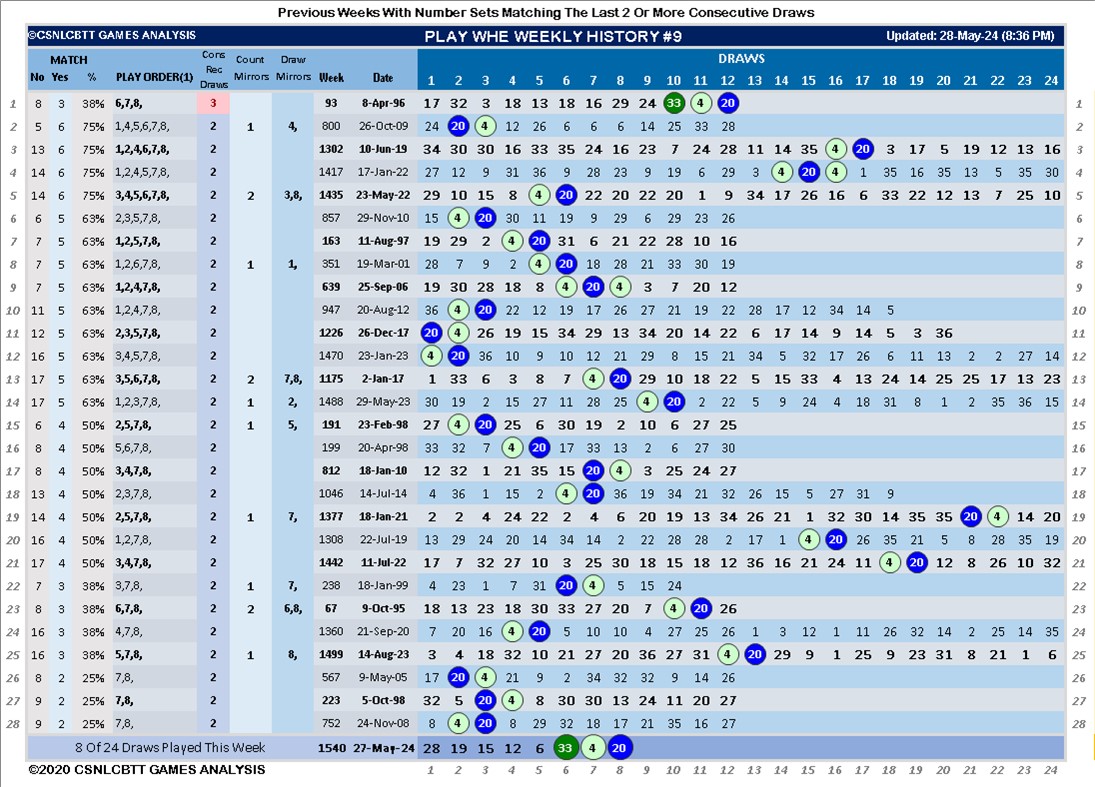 Previous Weeks With Number Sets Matching The Last 2 Or More Consecutive Draws
©CSNLCBTT GAMES ANALYSIS PLAY WHE WEEKLY HISTORY #9 Updated: 28-May-24 (8:36 PM)
MATCH Cons Rec Draws Count Mirrors Draw Mirrors DRAWS
No Yes % PLAY ORDER(1) Week Date 1 2 3 4 5 6 7 8 9 10 11 12 13 14 15 16 17 18 19 20 21 22 23 24
1 8 3 38% 6,7,8, 3 93 8-Apr-96 17 32 3 18 13 18 16 29 24 33 4 20 1
2 5 6 75% 1,4,5,6,7,8, 2 1 4, 800 26-Oct-09 24 20 4 12 26 6 6 6 14 25 33 28 2
3 13 6 75% 1,2,4,6,7,8, 2 1302 10-Jun-19 34 30 30 16 33 35 24 16 23 7 24 28 11 14 35 4 20 3 17 5 19 12 13 16 3
4 14 6 75% 1,2,4,5,7,8, 2 1417 17-Jan-22 27 12 9 31 36 9 28 23 9 19 6 29 3 4 20 4 1 35 16 35 13 5 35 30 4
5 14 6 75% 3,4,5,6,7,8, 2 2 3,8, 1435 23-May-22 29 10 15 8 4 20 22 20 22 20 1 9 34 17 26 16 6 33 22 12 13 7 25 10 5
6 6 5 63% 2,3,5,7,8, 2 857 29-Nov-10 15 4 20 30 11 19 9 29 6 29 23 26 6
7 7 5 63% 1,2,5,7,8, 2 163 11-Aug-97 19 29 2 4 20 31 6 21 22 28 10 16 7
8 7 5 63% 1,2,6,7,8, 2 1 1, 351 19-Mar-01 28 7 9 2 4 20 18 28 21 33 30 19 8
9 7 5 63% 1,2,4,7,8, 2 639 25-Sep-06 19 30 28 18 8 4 20 4 3 7 20 12 9
10 11 5 63% 1,2,4,7,8, 2 947 20-Aug-12 36 4 20 22 12 19 17 26 27 21 19 22 28 17 12 34 14 5 10
11 12 5 63% 2,3,5,7,8, 2 1226 26-Dec-17 20 4 26 19 15 34 29 13 34 20 14 22 6 17 14 9 14 5 3 36 11
12 16 5 63% 3,4,5,7,8, 2 1470 23-Jan-23 4 20 36 10 9 10 12 21 29 8 15 21 34 5 32 17 26 6 11 13 2 2 27 14 12
13 17 5 63% 3,5,6,7,8, 2 2 7,8, 1175 2-Jan-17 1 33 6 3 8 7 4 20 29 10 18 22 5 15 33 4 13 24 14 25 25 17 13 23 13
14 17 5 63% 1,2,3,7,8, 2 1 2, 1488 29-May-23 30 19 2 15 27 11 28 25 4 20 2 22 5 9 24 4 18 31 8 1 2 35 36 15 14
15 6 4 50% 2,5,7,8, 2 1 5, 191 23-Feb-98 27 4 20 25 6 30 19 2 10 6 27 25 15
16 8 4 50% 5,6,7,8, 2 199 20-Apr-98 33 32 7 4 20 17 33 13 2 6 27 30 16
17 8 4 50% 3,4,7,8, 2 812 18-Jan-10 12 32 1 21 35 15 20 4 3 25 24 27 17
18 13 4 50% 2,3,7,8, 2 1046 14-Jul-14 4 36 1 15 2 4 20 36 19 34 21 32 26 15 5 27 31 9 18
19 14 4 50% 2,5,7,8, 2 1 7, 1377 18-Jan-21 2 2 4 24 22 2 4 6 20 19 13 34 26 21 1 32 30 14 35 35 20 4 14 20 19
20 16 4 50% 1,2,7,8, 2 1308 22-Jul-19 13 29 24 20 14 34 14 2 22 28 28 2 17 1 4 20 26 35 21 5 8 28 35 19 20
21 17 4 50% 3,4,7,8, 2 1442 11-Jul-22 17 7 32 27 10 3 25 30 18 15 18 12 36 16 21 24 11 4 20 12 8 26 10 32 21
22 7 3 38% 3,7,8, 2 1 7, 238 18-Jan-99 4 23 1 7 31 20 4 5 15 24 22
23 8 3 38% 6,7,8, 2 2 6,8, 67 9-Oct-95 18 13 23 18 30 33 27 20 7 4 20 26 23
24 16 3 38% 4,7,8, 2 1360 21-Sep-20 7 20 16 4 20 5 10 10 4 27 25 26 1 3 12 1 11 26 32 14 2 25 14 35 24
25 16 3 38% 5,7,8, 2 1 8, 1499 14-Aug-23 3 4 18 32 10 21 27 20 36 27 31 4 20 29 9 1 25 9 23 31 8 21 1 6 25
26 8 2 25% 7,8, 2 567 9-May-05 17 20 4 21 9 2 34 32 32 9 14 26 26
27 9 2 25% 7,8, 2 223 5-Oct-98 32 5 20 4 8 30 30 13 24 11 20 27 27
28 9 2 25% 7,8, 2 752 24-Nov-08 8 4 20 8 29 32 18 17 21 35 16 27 28
8 Of 24 Draws Played This Week 1540 27-May-24 28 19 15 12 6 33 4 20
©2020 CSNLCBTT GAMES ANALYSIS 1 2 3 4 5 6 7 8 9 10 11 12 13 14 15 16 17 18 19 20 21 22 23 24